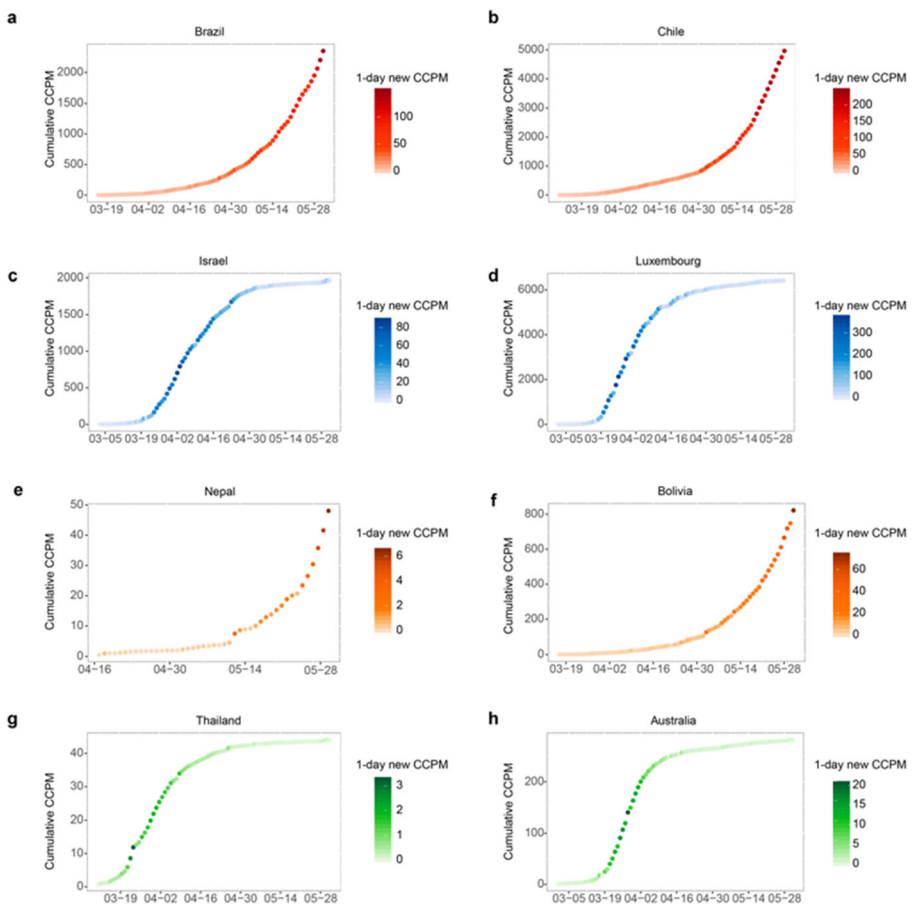 a
Brazil
Cumulative CCPM
2000
1500
1000
500
0
03−19 04−02 04−16 04−30 05−14 05−28
1-day new CCPM
100
50
0
b
Chile
Cumulative CCPM
5000
4000
3000
2000
1000
0
03−19 04−02 04−16 04−30 05−14 05−28
1-day new CCPM
200
150
100
50
0
c
Israel
Cumulative CCPM
2000
1500
1000
500
0
03−05 03−19 04−02 04−16 04−30 05−14 05−28
1-day new CCPM
80
60
40
20
0
d
Luxembourg
Cumulative CCPM
6000
4000
2000
0
03−05 03−19 04−02 04−16 04−30 05−14 05−28
1-day new CCPM
300
200
100
0
e
Nepal
Cumulative CCPM
50
40
30
20
10
0
04−16 04−30 05−14 05−28
1-day new CCPM
6
4
2
0
f
Bolivia
Cumulative CCPM
800
600
400
200
0
03−19 04−02 04−16 04−30 05−14 05−28
1-day new CCPM
60
40
20
0
g
Thailand
Cumulative CCPM
40
30
20
10
0
03−19 04−02 04−16 04−30 05−14 05−28
1-day new CCPM
3
2
1
0
h
Australia
Cumulative CCPM
200
100
0
03−05 03−19 04−02 04−16 04−30 05−14 05−28
1-day new CCPM
20
15
10
5
0